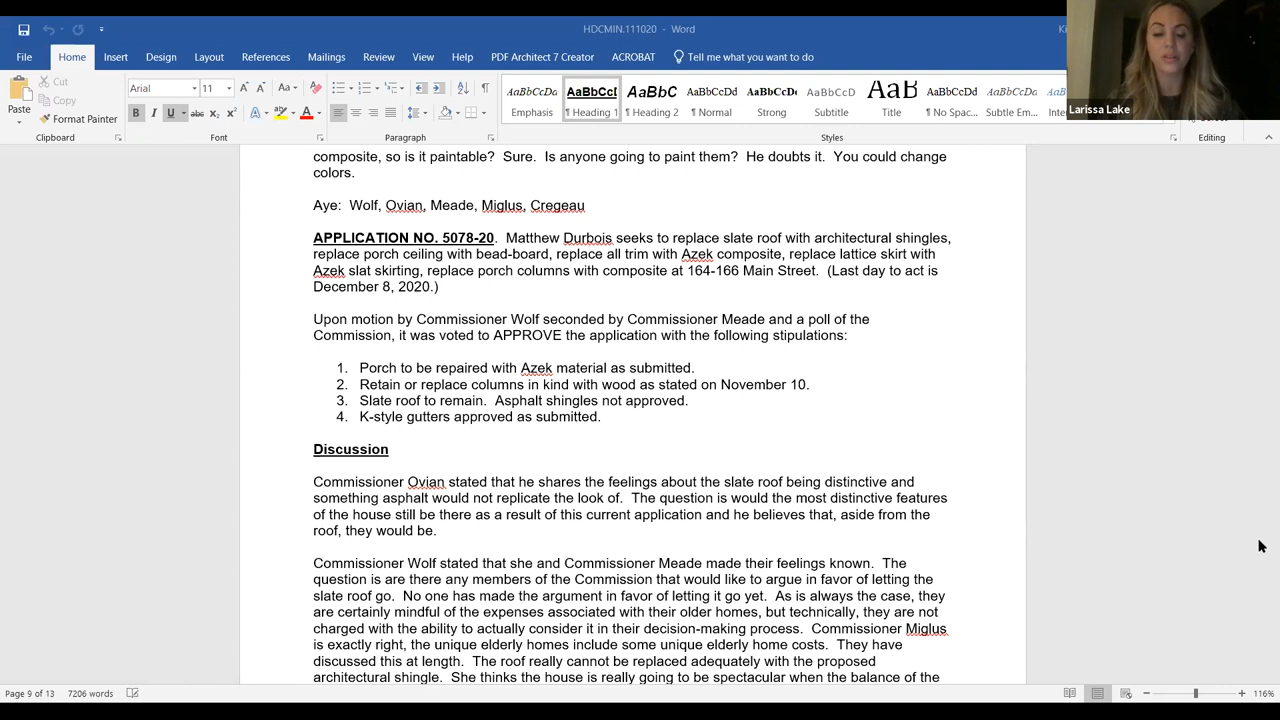 HDCMIN.111020 - Word
File Home Insert Design Layout References Mailings Review View Help PDF Architect 7 Creator ACROBAT Tell me what you want to do
Larissa Lake
Paste Cut Copy Format Painter
Arial 11
AaBbCcDd AaBbCcI AaBbC AaBbCcDd AaBbCcDd AaBbCcDd AaB AaBbCcDd AaBbCcDd
Emphasis ¶ Heading 1 ¶ Heading 2 ¶ Normal Strong Subtitle Title ¶ No Spac... Subtle Em...
Clipboard Font Paragraph Styles Editing
composite, so is it paintable? Sure. Is anyone going to paint them? He doubts it. You could change
colors.
Aye: Wolf, Ovian, Meade, Miglus, Cregeau
APPLICATION NO. 5078-20. Matthew Durbois seeks to replace slate roof with architectural shingles,
replace porch ceiling with bead-board, replace all trim with Azek composite, replace lattice skirt with
Azek slat skirting, replace porch columns with composite at 164-166 Main Street. (Last day to act is
December 8, 2020.)
Upon motion by Commissioner Wolf seconded by Commissioner Meade and a poll of the
Commission, it was voted to APPROVE the application with the following stipulations:
1. Porch to be repaired with Azek material as submitted.
2. Retain or replace columns in kind with wood as stated on November 10.
3. Slate roof to remain. Asphalt shingles not approved.
4. K-style gutters approved as submitted.
Discussion
Commissioner Ovian stated that he shares the feelings about the slate roof being distinctive and
something asphalt would not replicate the look of. The question is would the most distinctive features
of the house still be there as a result of this current application and he believes that, aside from the
roof, they would be.
Commissioner Wolf stated that she and Commissioner Meade made their feelings known. The
question is are there any members of the Commission that would like to argue in favor of letting the
slate roof go. No one has made the argument in favor of letting it go yet. As is always the case, they
are certainly mindful of the expenses associated with their older homes, but technically, they are not
charged with the ability to actually consider it in their decision-making process. Commissioner Miglus
is exactly right, the unique elderly homes include some unique elderly home costs. They have
discussed this at length. The roof really cannot be replaced adequately with the proposed
architectural shingle. She thinks the house is really going to be spectacular when the balance of the
Page 9 of 13 7206 words 116%